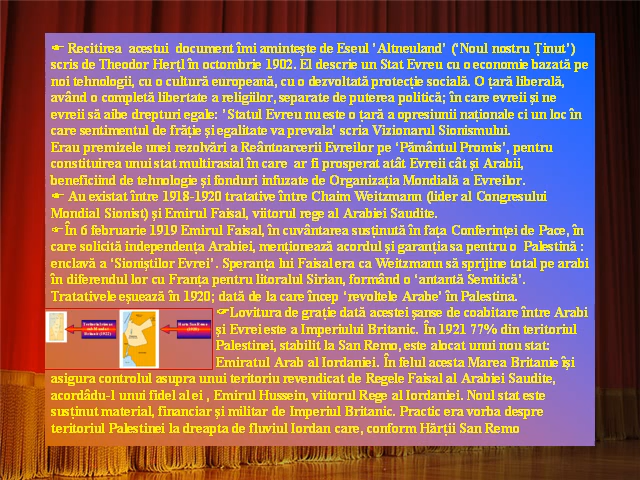 ☛ Recitirea acestui document îmi amintește de Eseul 'Altneuland' ('Noul nostru Ținut')
scris de Theodor Herțl în octombrie 1902. El descrie un Stat Evreu cu o economie bazată pe
noi tehnologii, cu o cultură europeană, cu o dezvoltată protecție socială. O țară liberală,
având o completă libertate a religiilor, separate de puterea politică; în care evreii și ne
evreii să aibe drepturi egale: 'Statul Evreu nu este o țară a opresiunii naționale ci un loc în
care sentimentul de frăție și egalitate va prevala' scria Vizionarul Sionismului.
Erau premizele unei rezolvări a Reântoarcerii Evreilor pe 'Pământul Promis', pentru
constituirea unui stat multirasial în care ar fi prosperat atât Evreii cât și Arabii,
beneficiind de tehnologie și fonduri infuzate de Organizația Mondială a Evreilor.
☛ Au existat între 1918-1920 tratative între Chaim Weitzmann (lider al Congresului
Mondial Sionist) și Emirul Faisal, viitorul rege al Arabiei Saudite.
☛ În 6 februarie 1919 Emirul Faisal, în cuvântarea susținută în fața Conferinței de Pace, în
care solicită independența Arabiei, menționează acordul și garanția sa pentru o Palestină :
enclavă a 'Sioniștilor Evrei'. Speranța lui Faisal era ca Weitzmann să sprijine total pe arabi
în diferendul lor cu Franța pentru litoralul Sirian, formând o 'antantă Semitică'.
Tratativele eșuează în 1920; dată de la care încep 'revoltele Arabe' în Palestina.
☛Lovitura de grație dată acestei șanse de coabitare între Arabi
și Evrei este a Imperiului Britanic. În 1921 77% din teritoriul
Palestinei, stabilit la San Remo, este alocat unui nou stat:
Emiratul Arab al Iordaniei. În felul acesta Marea Britanie își
asigura controlul asupra unui teritoriu revendicat de Regele Faisal al Arabiei Saudite,
acordâdu-l unui fidel al ei , Emirul Hussein, viitorul Rege al Iordaniei. Noul stat este
susținut material, financiar și militar de Imperiul Britanic. Practic era vorba despre
teritoriul Palestinei la dreapta de fluviul Iordan care, conform Hărții San Remo